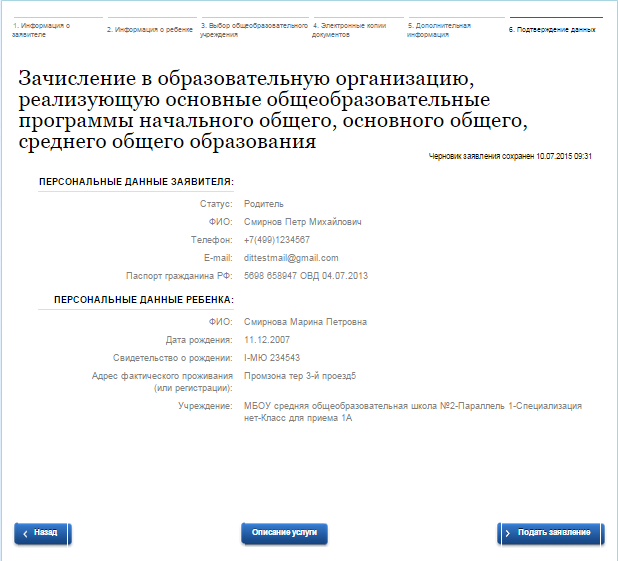 1. Информация о заявителе
2. Информация о ребенке
3. Выбор общеобразовательного учреждения
4. Электронные копии документов
5. Дополнительная информация
6. Подтверждение данных
Зачисление в образовательную организацию,
реализующую основные общеобразовательные
программы начального общего, основного общего,
среднего общего образования
Черновик заявления сохранен 10.07.2015 09:31
ПЕРСОНАЛЬНЫЕ ДАННЫЕ ЗАЯВИТЕЛЯ:
Статус: Родитель
ФИО: Смирнов Петр Михайлович
Телефон: +7(499)1234567
E-mail: dittestmail@gmail.com
Паспорт гражданина РФ: 5698 658947 ОВД 04.07.2013
ПЕРСОНАЛЬНЫЕ ДАННЫЕ РЕБЕНКА:
ФИО: Смирнова Марина Петровна
Дата рождения: 11.12.2007
Свидетельство о рождении: I-МЮ 234543
Адрес фактического проживания Промзона тер 3-й проезд5
(или регистрации):
Учреждение: МБОУ средняя общеобразовательная школа №2-Параллель 1-Специализация
нет-Класс для приема 1А
Назад
Описание услуги
Подать заявление